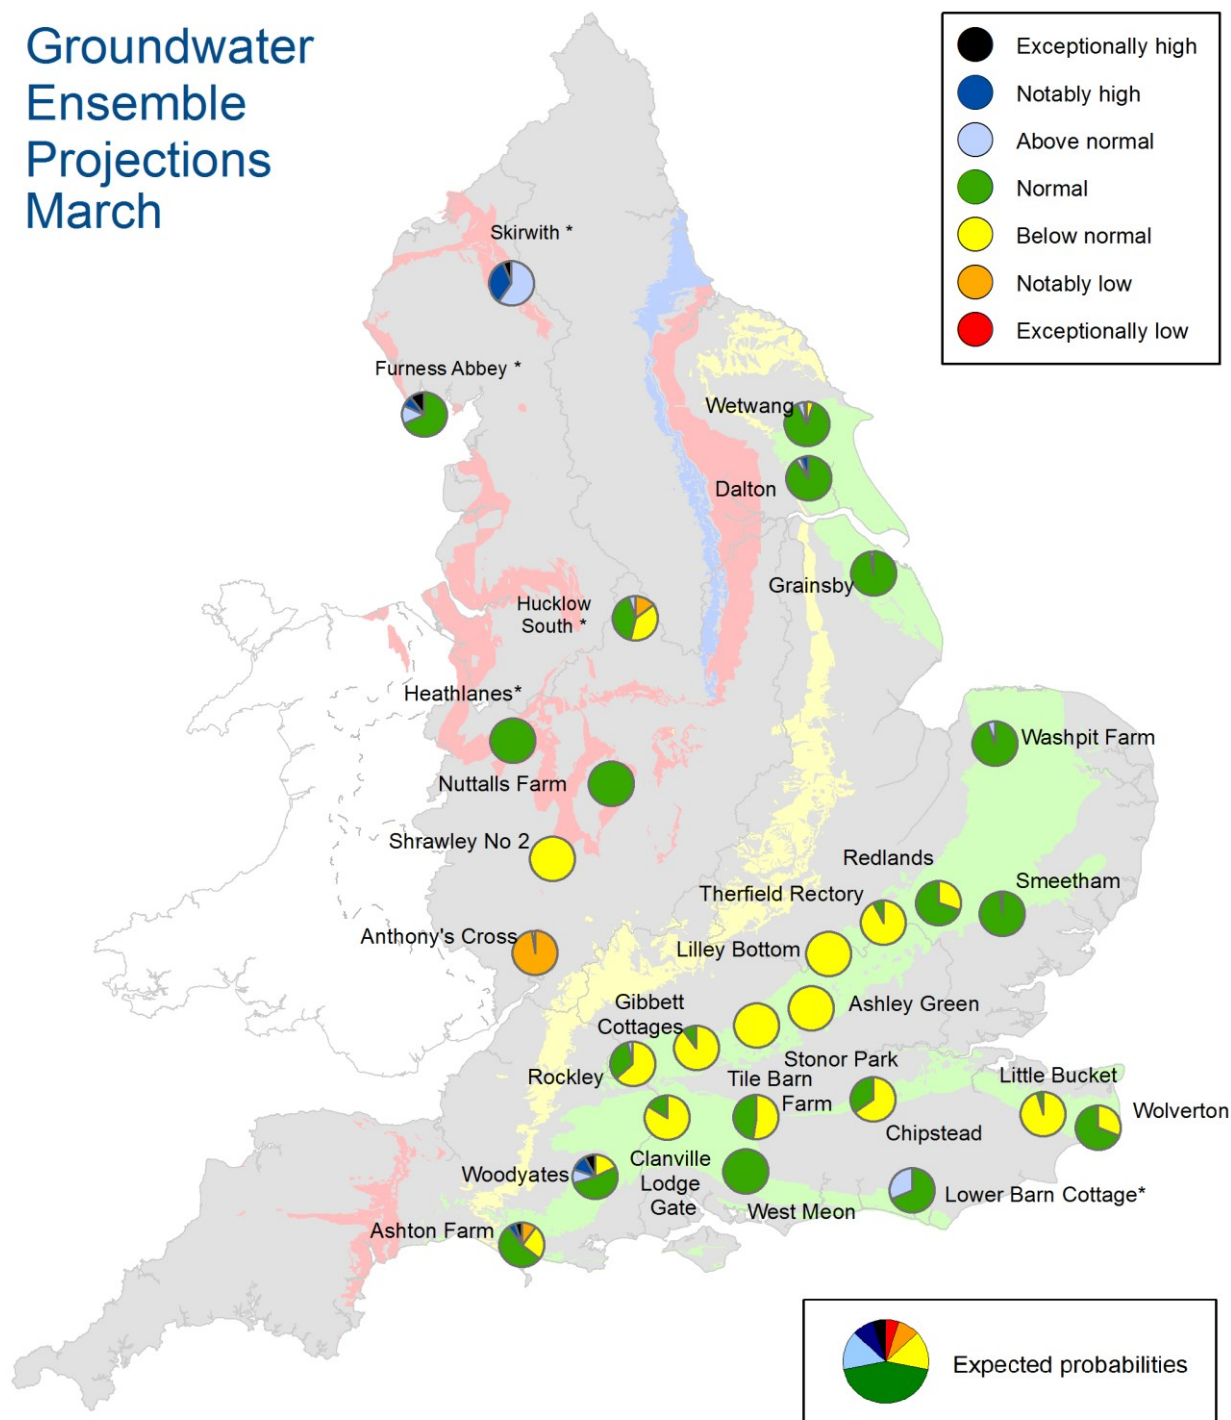 Groundwater
Ensemble
Projections
March
Exceptionally high
Notably high
Above normal
Normal
Below normal
Notably low
Exceptionally low
Skirwith *
Furness Abbey *
Wetwang
Dalton
Grainsby
Hucklow
South *
Heathlanes*
Washpit Farm
Nuttalls Farm
Shrawley No 2
Redlands
Smeetham
Therfield Rectory
Anthony's Cross
Lilley Bottom
Gibbett
Cottages
Ashley Green
Stonor Park
Rockley
Tile Barn
Farm
Little Bucket
Wolverton
Chipstead
Woodyates
Clanville
Lodge
Gate
West Meon
Lower Barn Cottage*
Ashton Farm
Expected probabilities